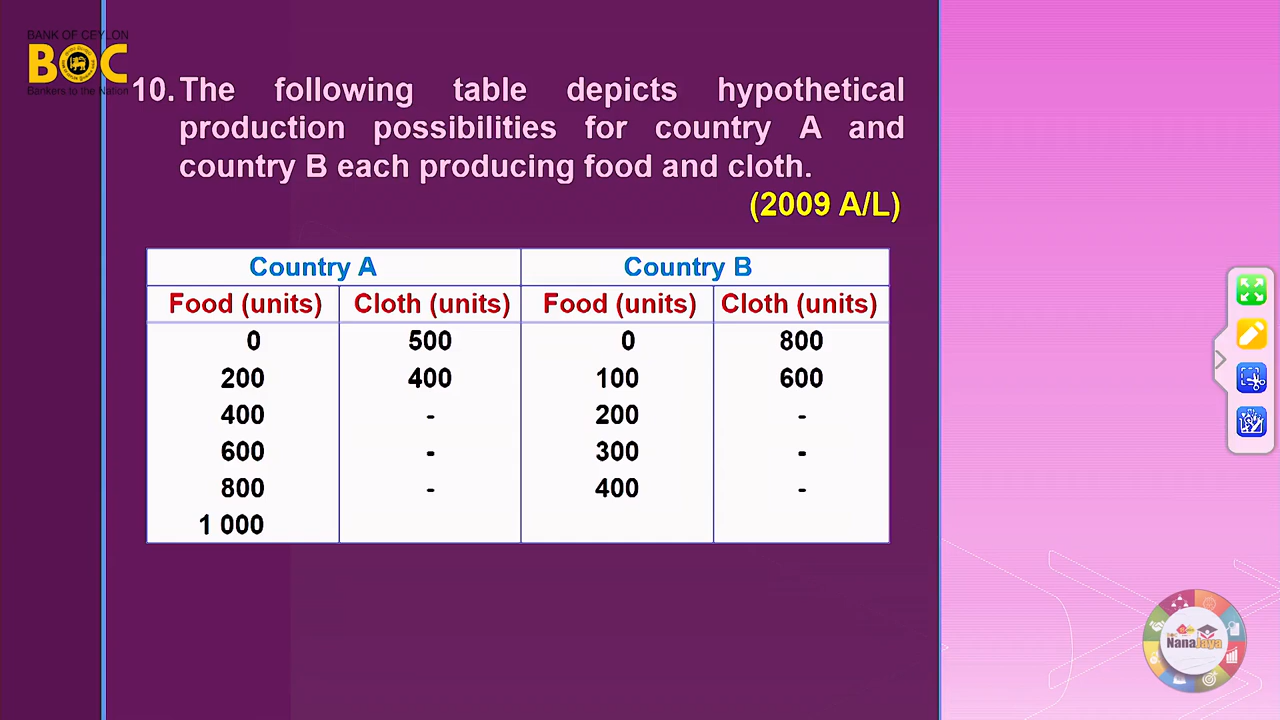 BANK OF CEYLON
BOC
Bankers to the Nation
10. The following table depicts hypothetical
production possibilities for country A and
country B each producing food and cloth.
(2009 A/L)
Country A Country B
Food (units) Cloth (units) Food (units) Cloth (units)
0 500 0 800
200 400 100 600
400 - 200 -
600 - 300 -
800 - 400 -
1 000
NanaJaya